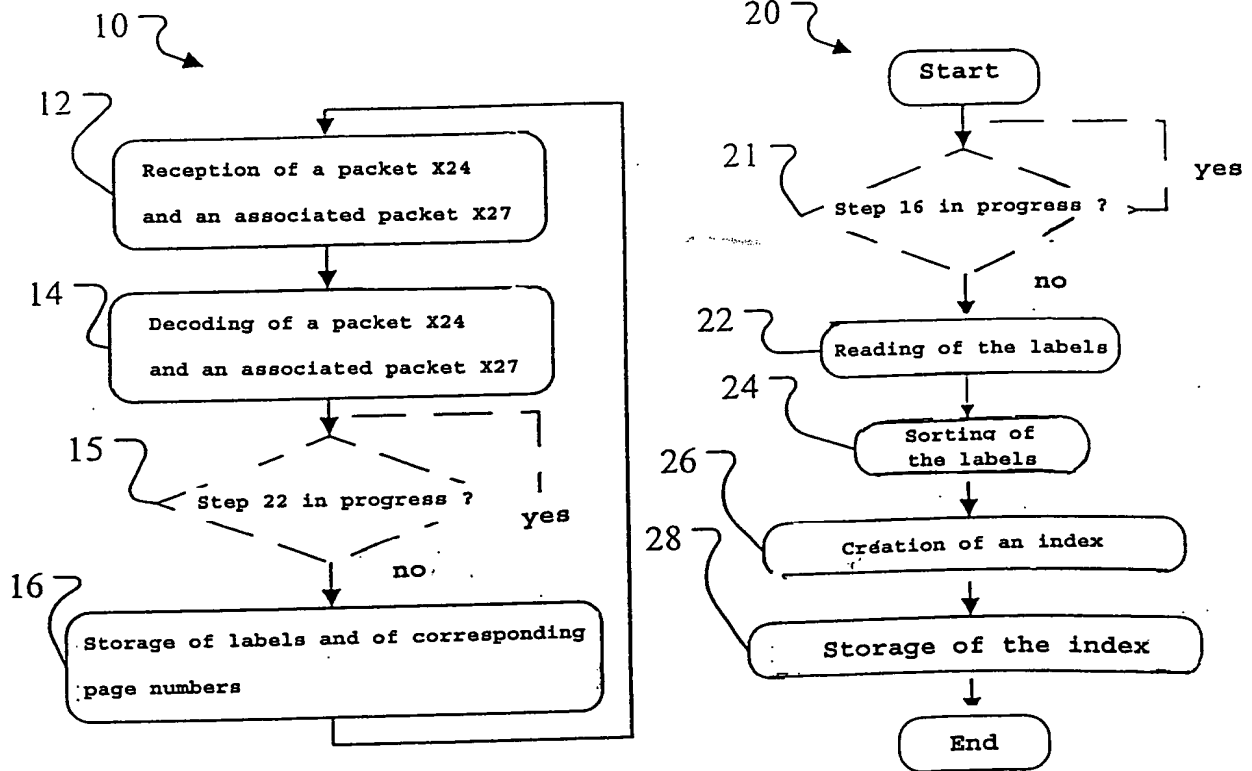 10
12
Reception of a packet X24
and an associated packet X27
14
Decoding of a packet X24
and an associated packet X27
15
Step 22 in progress ?
yes
no
16
Storage of labels and of corresponding
page numbers
20
Start
21
Step 16 in progress ?
yes
no
22
Reading of the labels
24
Sorting of
the labels
26
Creation of an index
28
Storage of the index
End